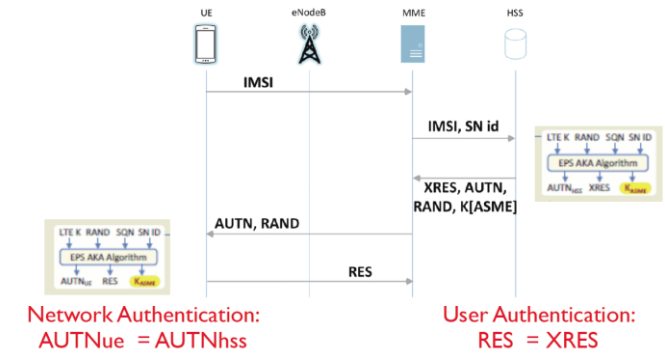 UE eNodeB MME HSS
IMSI
IMSI, SN id
LTE K RAND SQN SN ID
EPS AKA Algorithm
AUTNHSS XRES KASME
XRES, AUTN,
RAND, K[ASME]
AUTN, RAND
LTE K RAND SQN SN ID
EPS AKA Algorithm
AUTNUE RES KASME
RES
Network Authentication:
AUTNue = AUTNhss
User Authentication:
RES = XRES